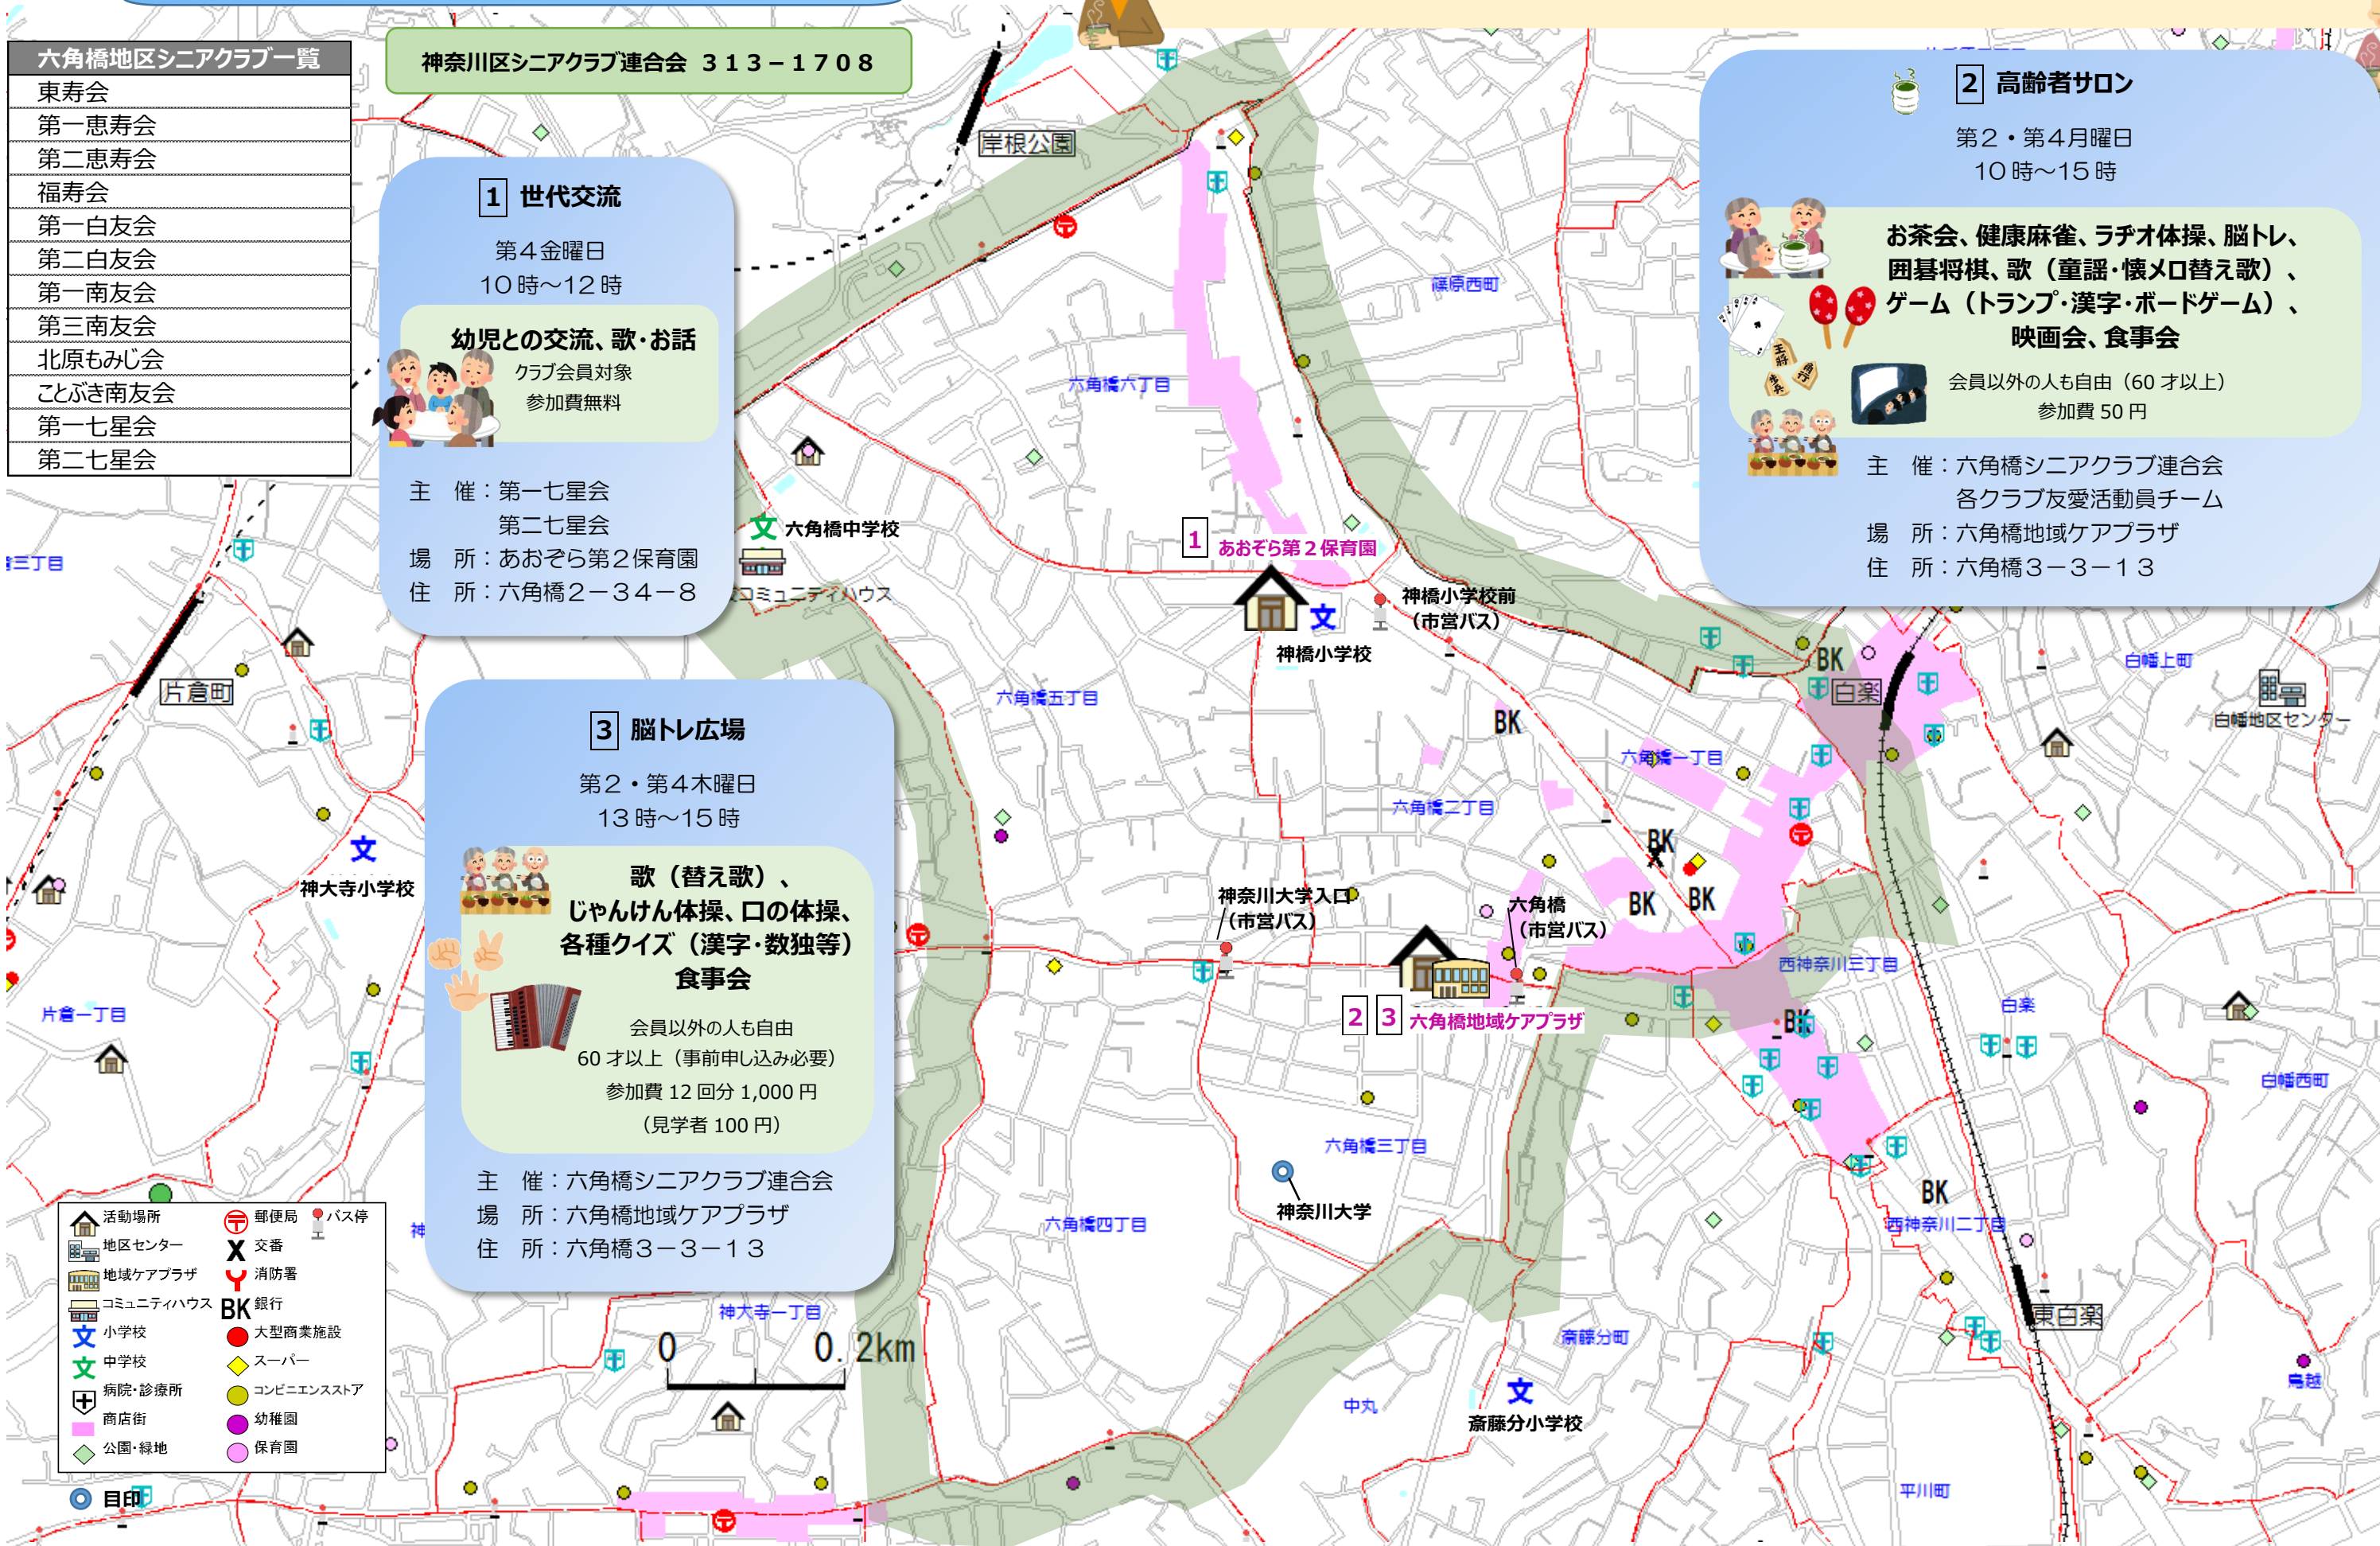 六角橋地区シニアクラブ一覧
東寿会
第一恵寿会
第二恵寿会
福寿会
第一白友会
第二白友会
第一南友会
第三南友会
北原もみじ会
ことぶき南友会
第一七星会
第二七星会
神奈川区シニアクラブ連合会 ３１３－１７０８
1 世代交流
第４金曜日
10時～12時
幼児との交流、歌・お話
クラブ会員対象
参加費無料
主　催：第一七星会
第二七星会
場　所：あおぞら第２保育園
住　所：六角橋２－３４－８
2 高齢者サロン
第２・第４月曜日
10時～15時
お茶会、健康麻雀、ラヂオ体操、脳トレ、
囲碁将棋、歌（童謡・懐メロ替え歌）、
ゲーム（トランプ・漢字・ボードゲーム）、
映画会、食事会
会員以外の人も自由（60才以上）
参加費50円
主　催：六角橋シニアクラブ連合会
各クラブ友愛活動員チーム
場　所：六角橋地域ケアプラザ
住　所：六角橋３－３－１３
3 脳トレ広場
第２・第４木曜日
13時～15時
歌（替え歌）、
じゃんけん体操、口の体操、
各種クイズ（漢字・数独等）
食事会
会員以外の人も自由
60才以上（事前申し込み必要）
参加費12回分1,000円
（見学者100円）
主　催：六角橋シニアクラブ連合会
場　所：六角橋地域ケアプラザ
住　所：六角橋３－３－１３
岸根公園
篠原西町
六角橋六丁目
文 六角橋中学校
コミュニティハウス
1 あおぞら第２保育園
文
神橋小学校
神橋小学校前
（市営バス）
BK
白楽
白幡上町
白幡地区センター
片倉町
六角橋五丁目
BK
六角橋一丁目
六角橋二丁目
BK
文
神大寺小学校
神奈川大学入口
（市営バス）
六角橋
（市営バス）
BK
BK
西神奈川三丁目
白楽
2 3 六角橋地域ケアプラザ
BK
片倉一丁目
白幡西町
六角橋三丁目
神奈川大学
六角橋四丁目
BK
西神奈川二丁目
東白楽
神大寺一丁目
0 0.2km
斎藤分町
中丸
文
斎藤分小学校
鳥越
平川町
活動場所
地区センター
地域ケアプラザ
コミュニティハウス
文 小学校
文 中学校
病院・診療所
商店街
公園・緑地
郵便局
バス停
X 交番
消防署
BK 銀行
大型商業施設
スーパー
コンビニエンスストア
幼稚園
保育園
目印